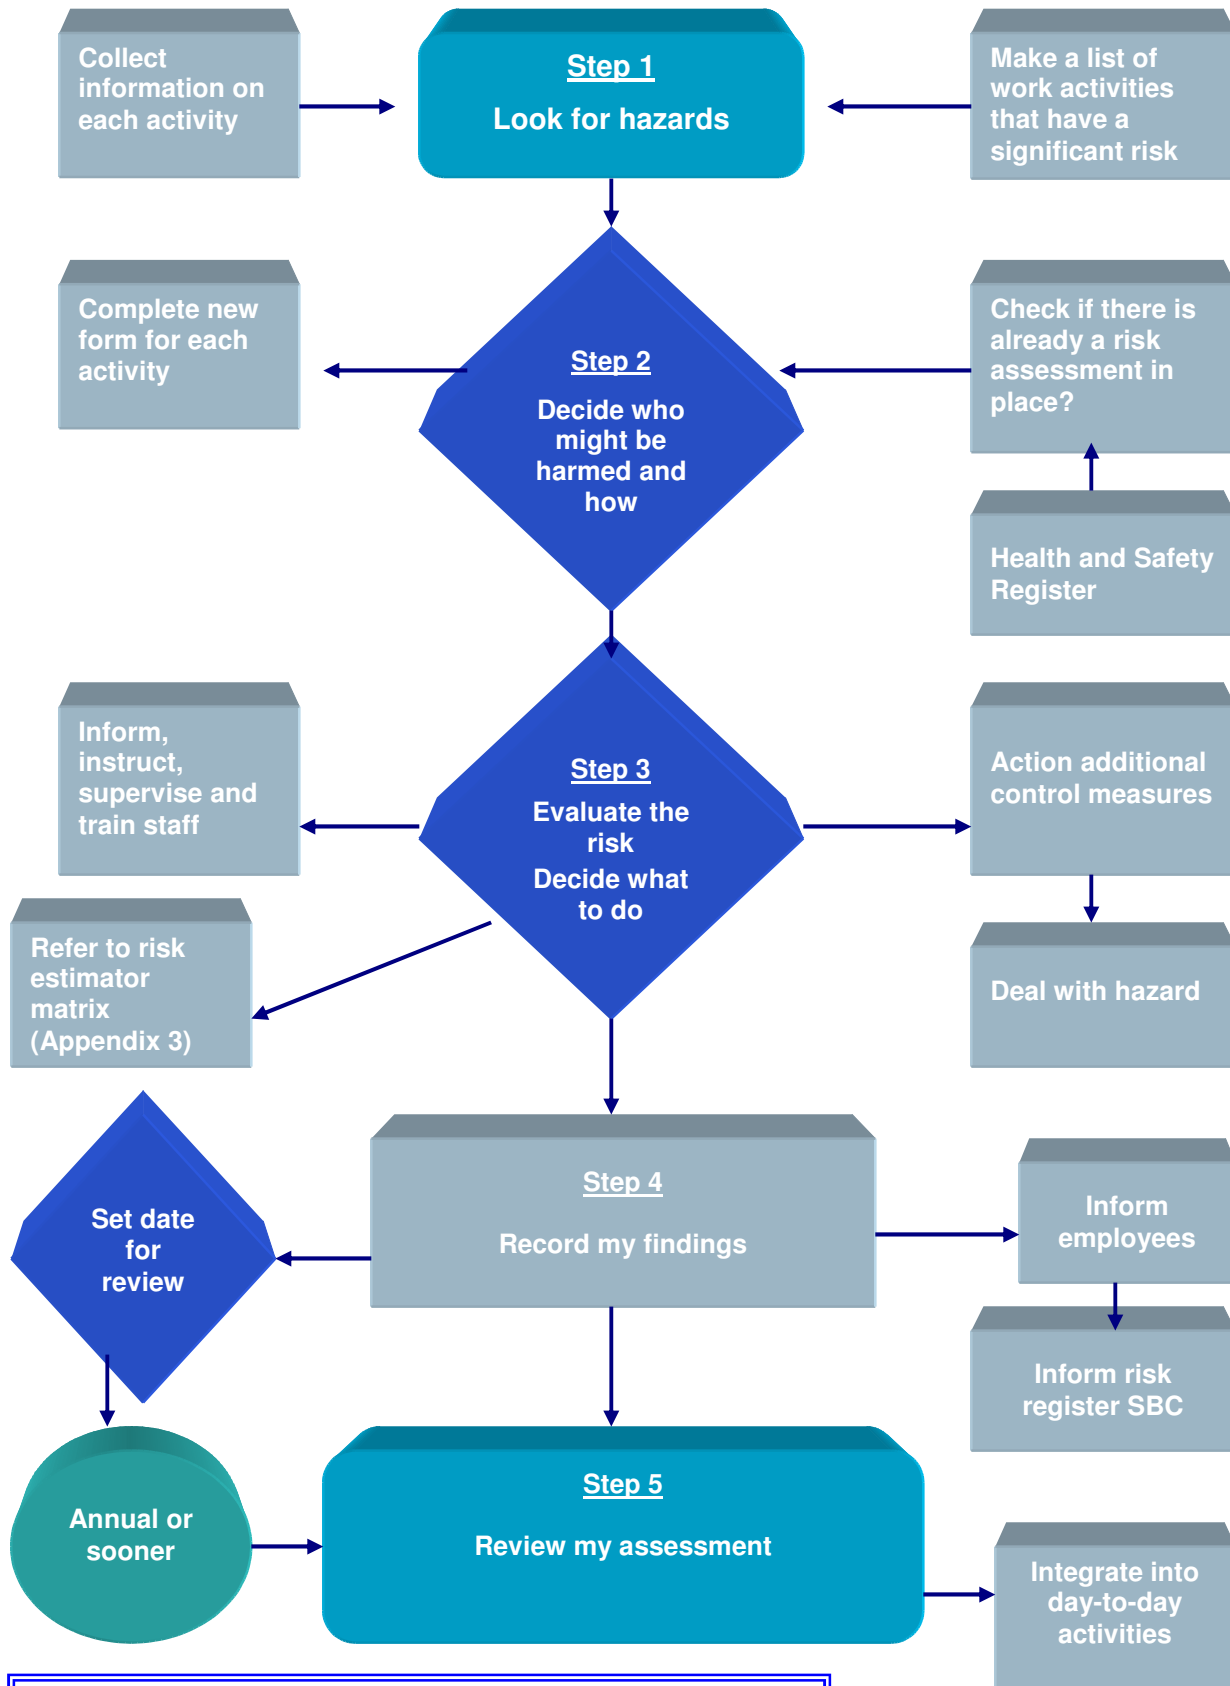 Collect
information on
each activity
Step 1
Look for hazards
Make a list of
work activities
that have a
significant risk
Complete new
form for each
activity
Step 2
Decide who
might be
harmed and
how
Check if there is
already a risk
assessment in
place?
Health and Safety
Register
Inform,
instruct,
supervise and
train staff
Step 3
Evaluate the
risk
Decide what
to do
Action additional
control measures
Refer to risk
estimator
matrix
(Appendix 3)
Deal with hazard
Set date
for
review
Step 4
Record my findings
Inform
employees
Inform risk
register SBC
Annual or
sooner
Step 5
Review my assessment
Integrate into
day-to-day
activities